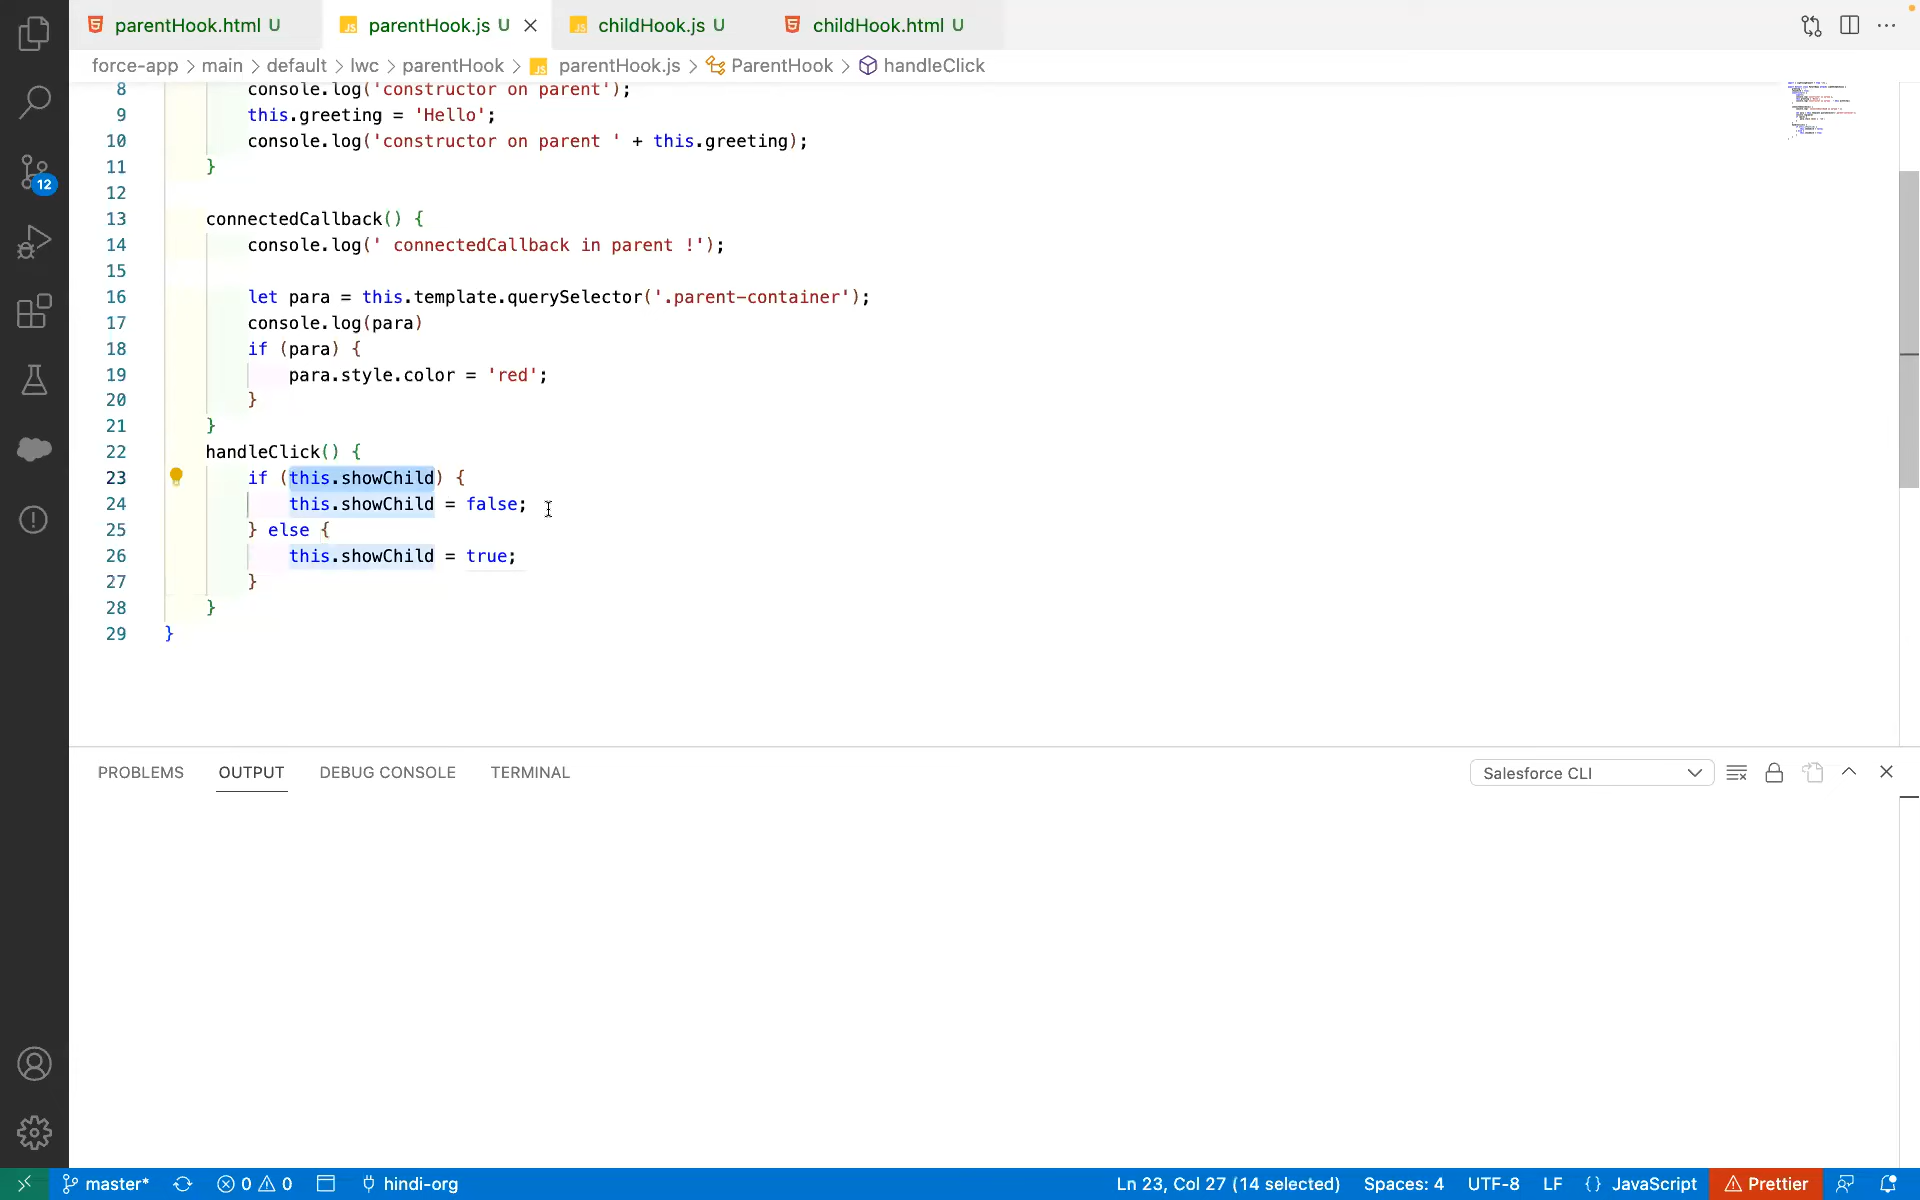 parentHook.html U
parentHook.js U
childHook.js U
childHook.html U
force-app > main > default > lwc > parentHook > JS parentHook.js > ParentHook > handleClick
8 console.log('constructor on parent');
9 this.greeting = 'Hello';
10 console.log('constructor on parent ' + this.greeting);
11 }
12
13 connectedCallback() {
14 console.log(' connectedCallback in parent !');
15
16 let para = this.template.querySelector('.parent-container');
17 console.log(para)
18 if (para) {
19 para.style.color = 'red';
20 }
21 }
22 handleClick() {
23 if (this.showChild) {
24 this.showChild = false;
25 } else {
26 this.showChild = true;
27 }
28 }
29 }
12
PROBLEMS OUTPUT DEBUG CONSOLE TERMINAL
Salesforce CLI
master* 0 0 hindi-org Ln 23, Col 27 (14 selected) Spaces: 4 UTF-8 LF {} JavaScript Prettier